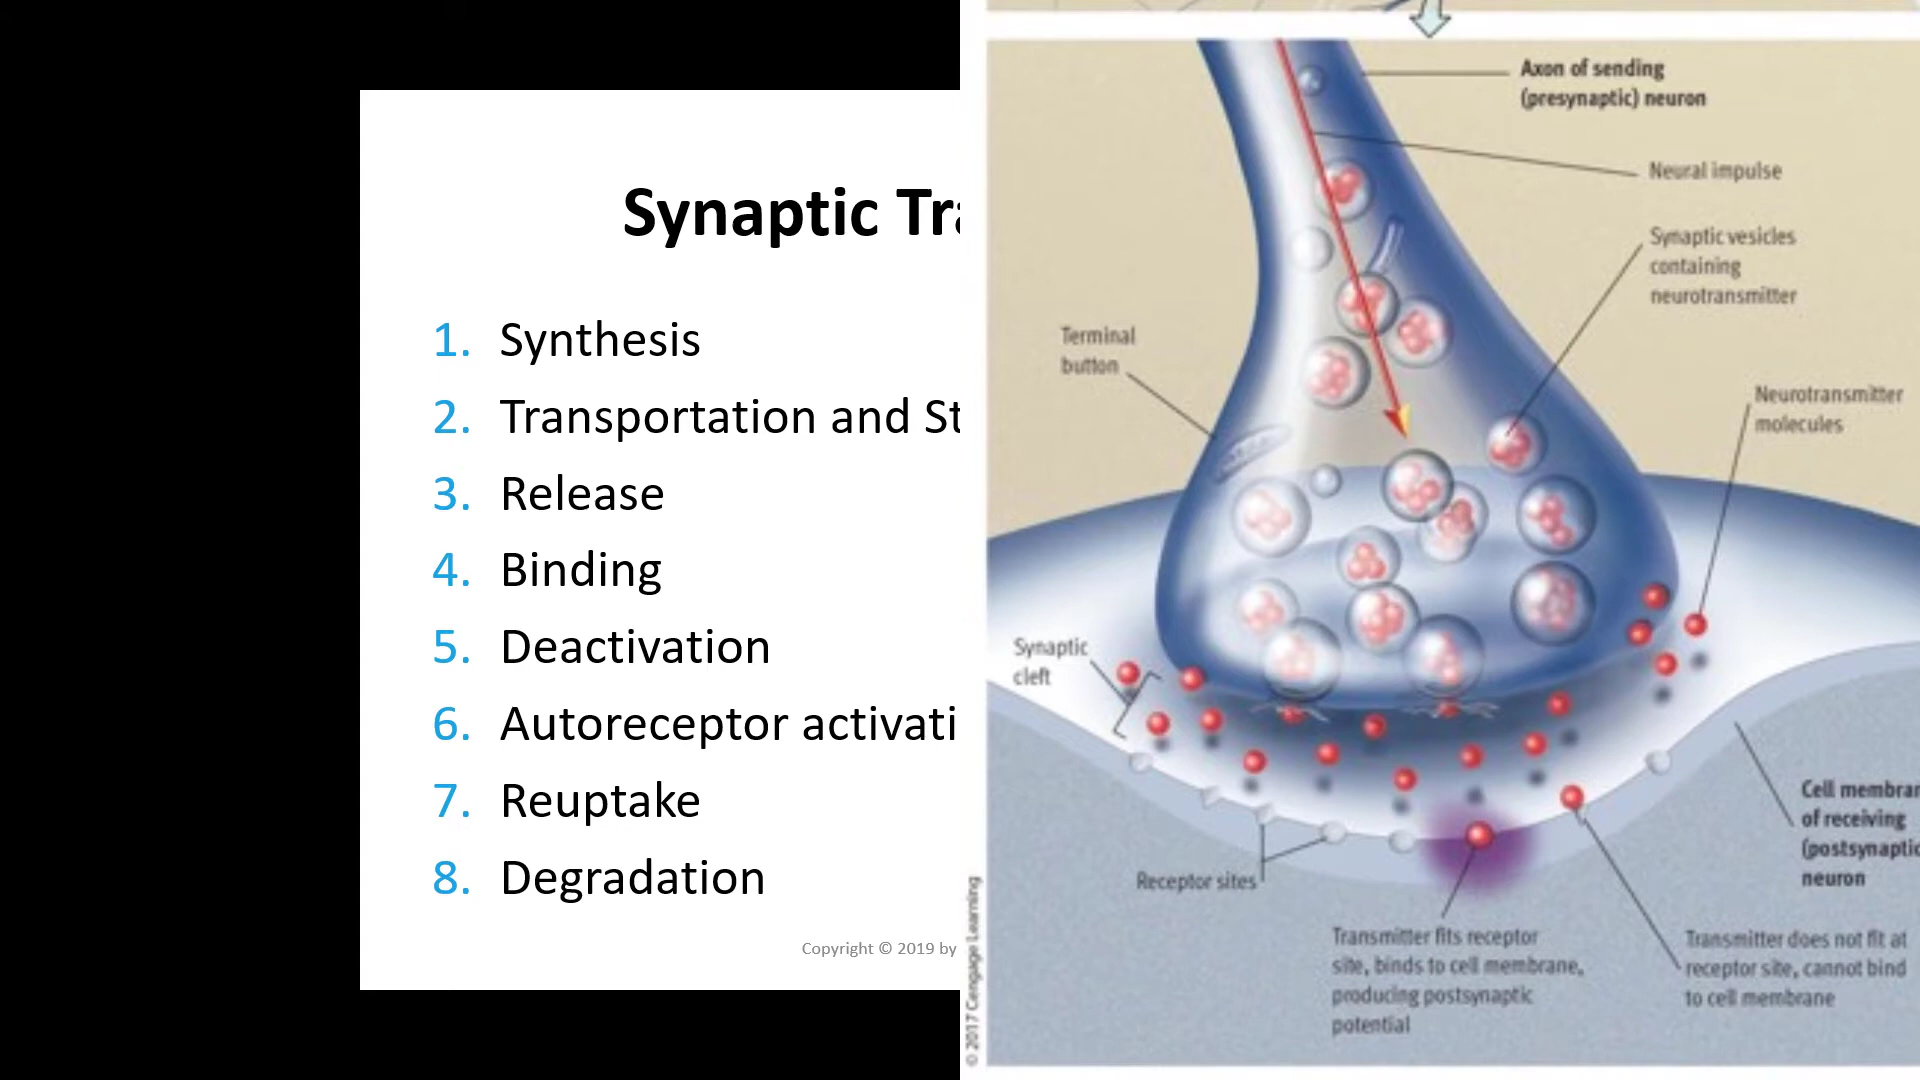 Synaptic Tra
1. Synthesis
2. Transportation and St
3. Release
4. Binding
5. Deactivation
6. Autoreceptor activati
7. Reuptake
8. Degradation
Copyright © 2019 by
Axon of sending
(presynaptic) neuron
Neural impulse
Synaptic vesicles
containing
neurotransmitter
Terminal
button
Neurotransmitter
molecules
Synaptic
cleft
Cell membran
of receiving
(postsynaptic
neuron
Receptor sites
Transmitter fits receptor
site, binds to cell membrane,
producing postsynaptic
potential
Transmitter does not fit at
receptor site, cannot bind
to cell membrane
© 2017 Cengage Learning